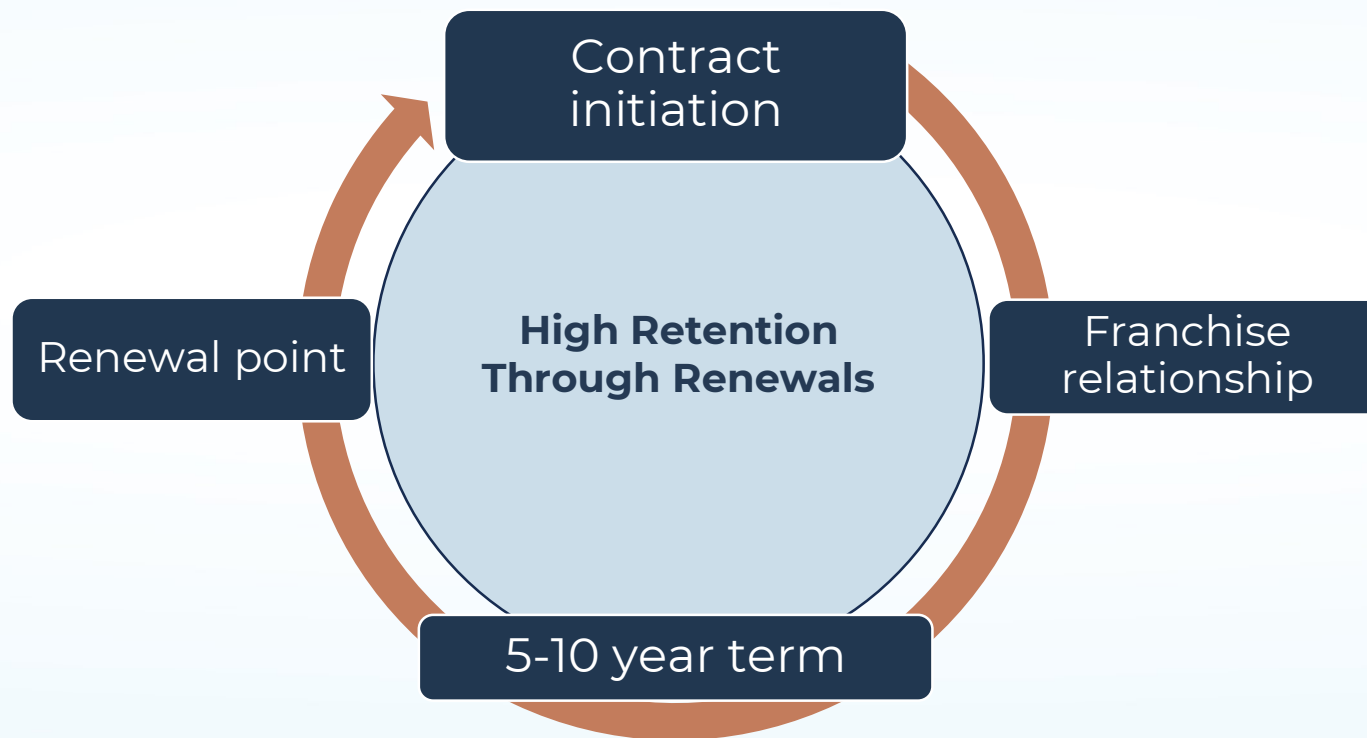 Contract
initiation
High Retention
Through Renewals
Renewal point
Franchise
relationship
5-10 year term